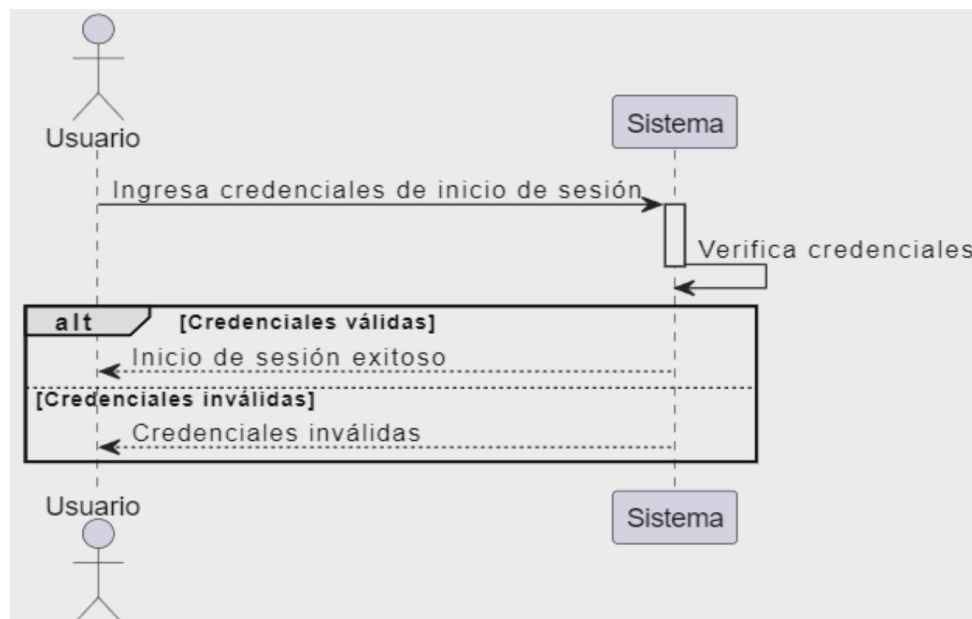 Usuario
Sistema
Ingresa credenciales de inicio de sesión
Verifica credenciales
alt [Credenciales válidas]
Inicio de sesión exitoso
[Credenciales inválidas]
Credenciales inválidas
Usuario
Sistema